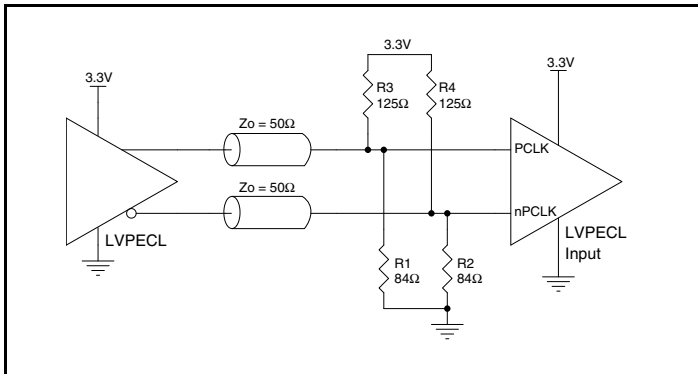 3.3V
3.3V
R3
125Ω
R4
125Ω
3.3V
Zo = 50Ω
PCLK
Zo = 50Ω
nPCLK
LVPECL
LVPECL
Input
R1
84Ω
R2
84Ω